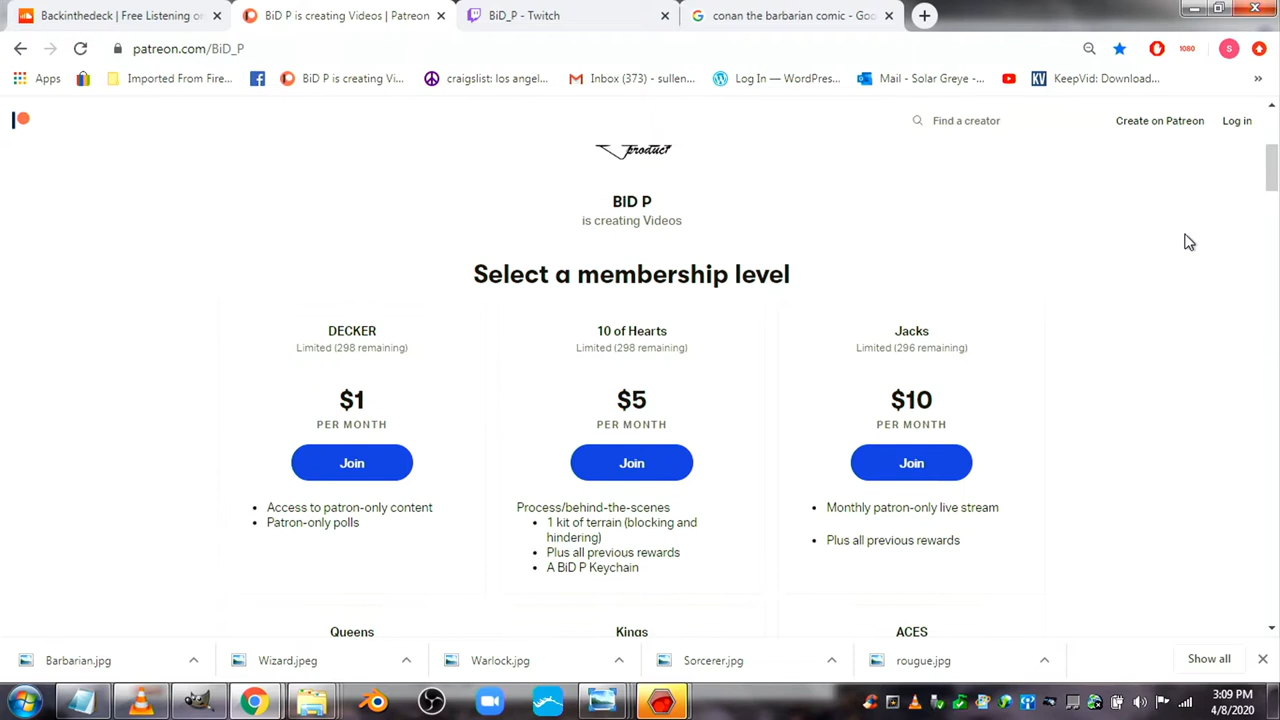 Backinthedeck | Free Listening o
BiD P is creating Videos | Patreon
BiD_P - Twitch
conan the barbarian comic - Goo
patreon.com/BiD_P
1080
S
Apps
Imported From Fire...
BiD P is creating Vi...
craigslist: los angel...
Inbox (373) - sullen...
Log In — WordPress...
Mail - Solar Greye -...
KV
KeepVid: Download...
»
Find a creator
Create on Patreon
Log in
product
BID P
is creating Videos
Select a membership level
DECKER
Limited (298 remaining)
$1
PER MONTH
Join
• Access to patron-only content
• Patron-only polls
10 of Hearts
Limited (298 remaining)
$5
PER MONTH
Join
Process/behind-the-scenes
• 1 kit of terrain (blocking and
hindering)
• Plus all previous rewards
• A BiD P Keychain
Jacks
Limited (296 remaining)
$10
PER MONTH
Join
• Monthly patron-only live stream
• Plus all previous rewards
Queens
Kings
ACES
Barbarian.jpg
Wizard.jpeg
Warlock.jpg
Sorcerer.jpg
rougue.jpg
Show all
3:09 PM
4/8/2020